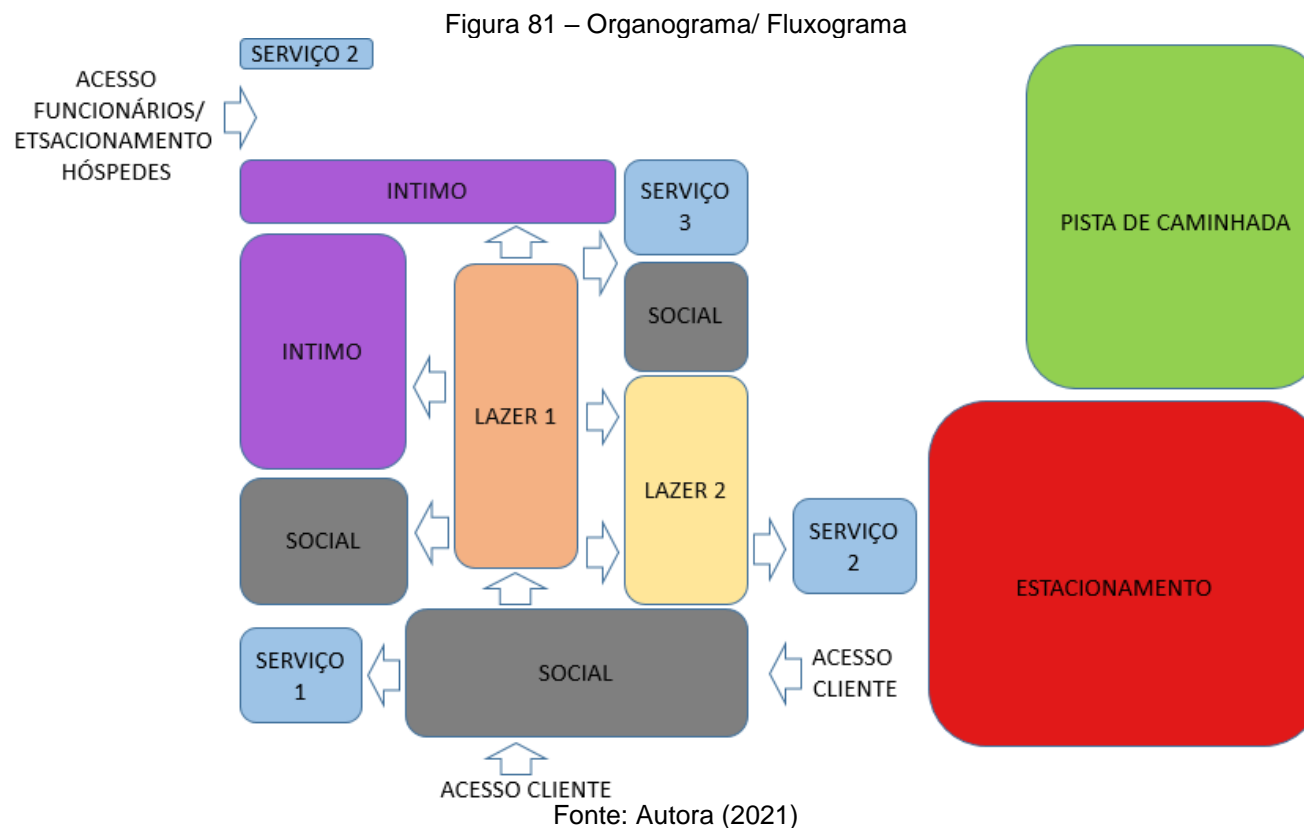 Figura 81 – Organograma/ Fluxograma
SERVIÇO 2
ACESSO
FUNCIONÁRIOS/
ETSACIONAMENTO
HÓSPEDES
INTIMO
SERVIÇO
3
PISTA DE CAMINHADA
INTIMO
SOCIAL
LAZER 1
LAZER 2
SOCIAL
SERVIÇO
2
ESTACIONAMENTO
SERVIÇO
1
SOCIAL
ACESSO
CLIENTE
ACESSO CLIENTE
Fonte: Autora (2021)